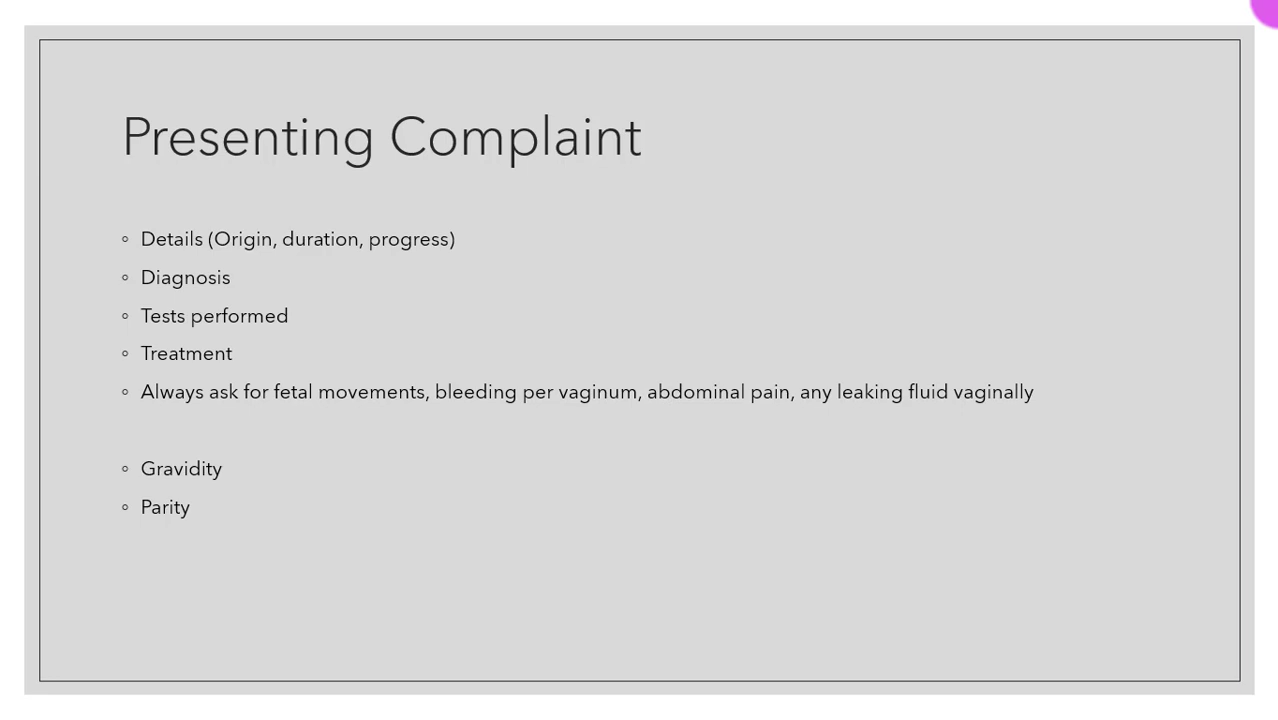 Presenting Complaint
◦ Details (Origin, duration, progress)
◦ Diagnosis
◦ Tests performed
◦ Treatment
◦ Always ask for fetal movements, bleeding per vaginum, abdominal pain, any leaking fluid vaginally
◦ Gravidity
◦ Parity